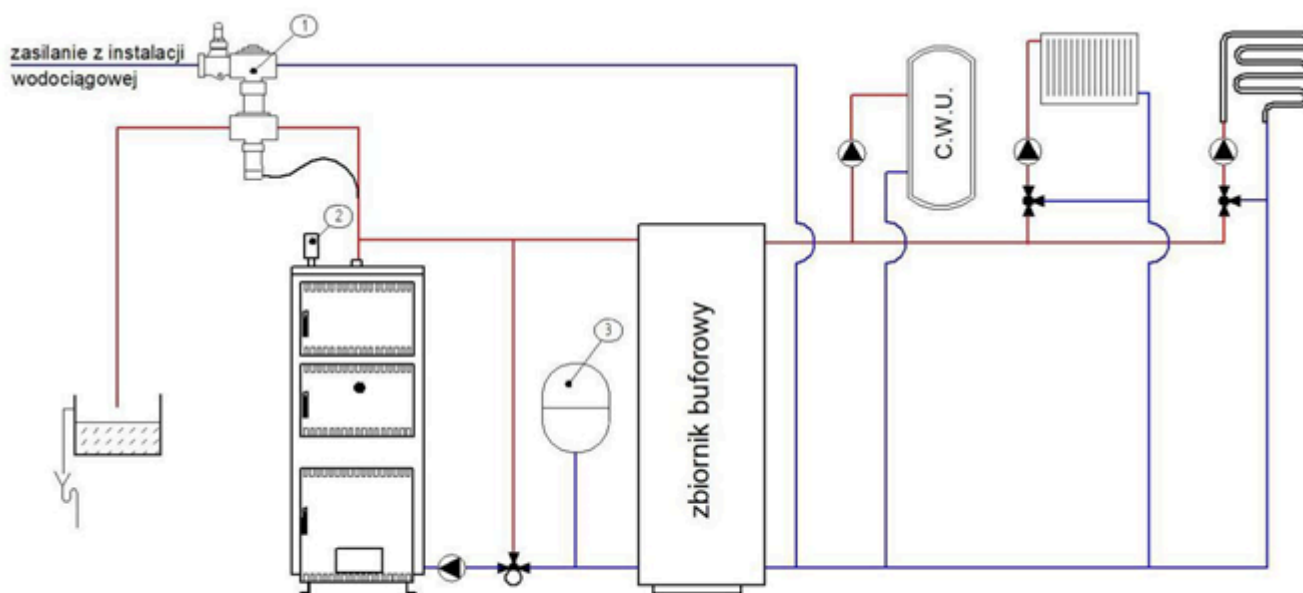 zasilanie z instalacji
wodociągowej
1
2
3
C.W.U.
zbiornik buforowy